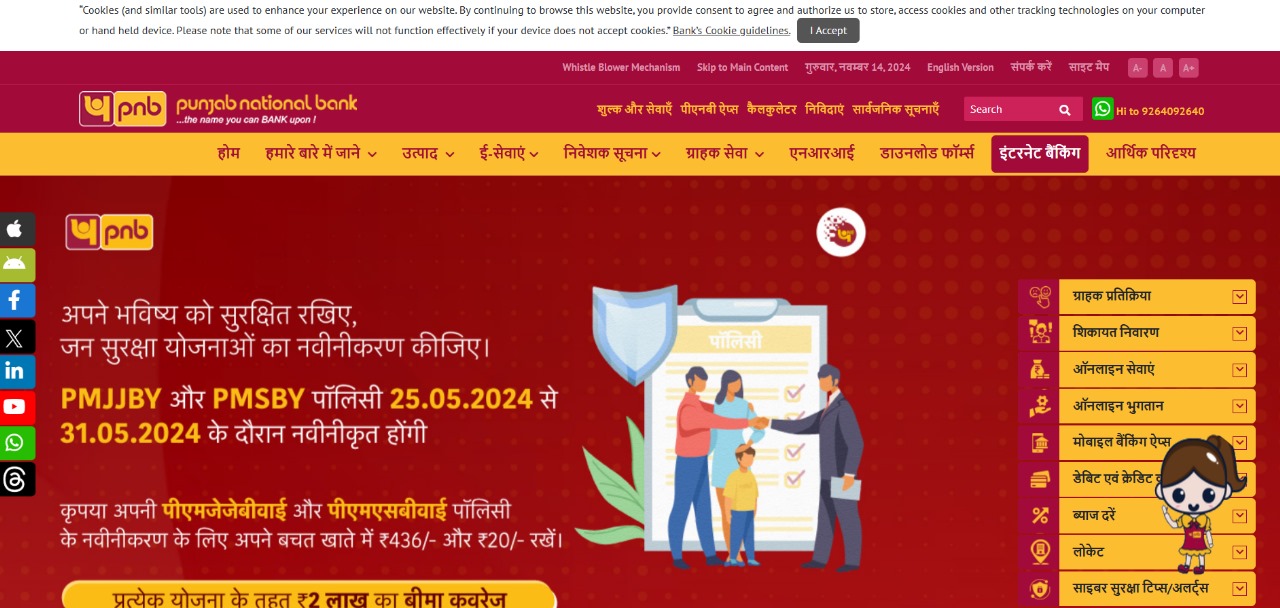 “Cookies (and similar tools) are used to enhance your experience on our website. By continuing to browse this website, you provide consent to agree and authorize us to store, access cookies and other tracking technologies on your computer
or hand held device. Please note that some of our services will not function effectively if your device does not accept cookies.” Bank's Cookie guidelines. I Accept
Whistle Blower Mechanism Skip to Main Content गुरुवार, नवम्बर 14, 2024 English Version संपर्क करें साइट मैप A- A A+
पnb punjab national bank
...the name you can BANK upon !
शुल्क और सेवाएँ पीएनबी ऐप्स कैलकुलेटर निविदाएं सार्वजनिक सूचनाएँ Search Hi to 9264092640
होम हमारे बारे में जाने उत्पाद ई-सेवाएं निवेशक सूचना ग्राहक सेवा एनआरआई डाउनलोड फॉर्म्स इंटरनेट बैंकिंग आर्थिक परिदृश्य
पnb
अपने भविष्य को सुरक्षित रखिए,
जन सुरक्षा योजनाओं का नवीनीकरण कीजिए।
PMJJBY और PMSBY पॉलिसी 25.05.2024 से
31.05.2024 के दौरान नवीनीकृत होंगी
कृपया अपनी पीएमजेजेबीवाई और पीएमएसबीवाई पॉलिसी
के नवीनीकरण के लिए अपने बचत खाते में ₹436/- और ₹20/- रखें।
प्रत्येक योजना के तहत ₹2 लाख का बीमा कवरेज
पॉलिसी
ग्राहक प्रतिक्रिया
शिकायत निवारण
ऑनलाइन सेवाएं
ऑनलाइन भुगतान
मोबाइल बैंकिंग ऐप्स
डेबिट एवं क्रेडिट
ब्याज दरें
लोकेट
साइबर सुरक्षा टिप्स/अलर्ट्स